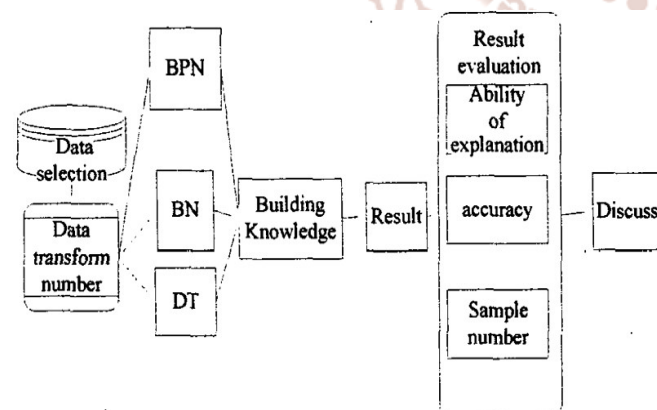 Data
selection
Data
transform
number
BPN
BN
DT
Building
Knowledge
Result
Result
evaluation
Ability
of
explanation
accuracy
Sample
number
Discuss